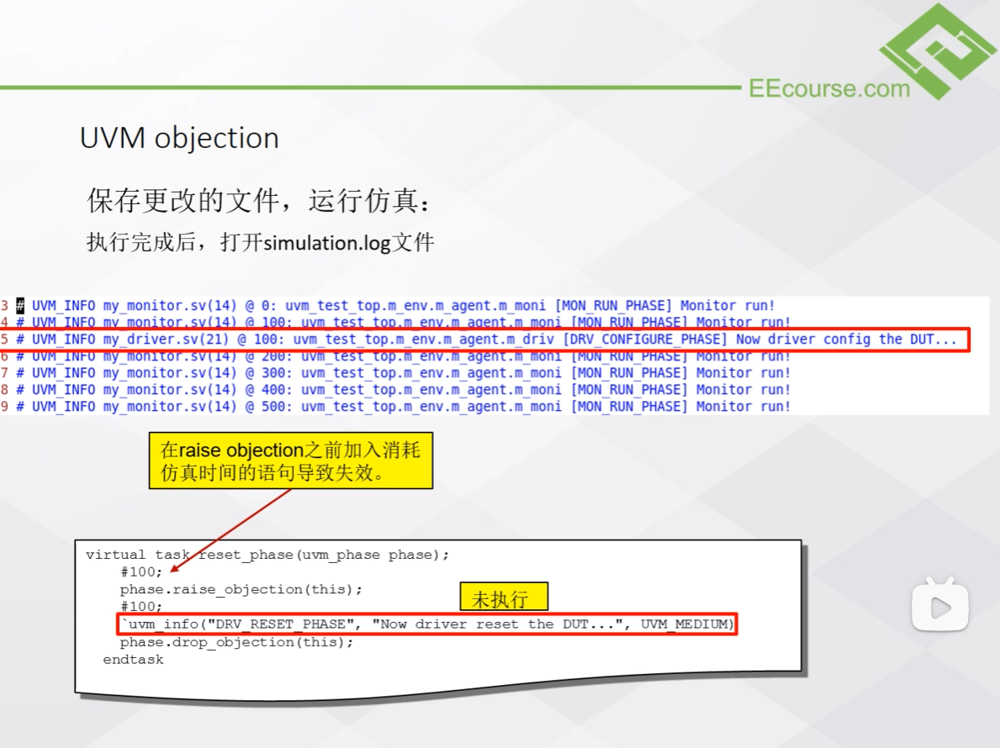 EEcourse.com
UVM objection
保存更改的文件，运行仿真：
执行完成后，打开simulation.log文件
3 # UVM_INFO my_monitor.sv(14) @ 0: uvm_test_top.m_env.m_agent.m_moni [MON_RUN_PHASE] Monitor run!
4 # UVM_INFO my_monitor.sv(14) @ 100: uvm_test_top.m_env.m_agent.m_moni [MON_RUN_PHASE] Monitor run!
5 # UVM_INFO my_driver.sv(21) @ 100: uvm_test_top.m_env.m_agent.m_driv [DRV_CONFIGURE_PHASE] Now driver config the DUT...
6 # UVM_INFO my_monitor.sv(14) @ 200: uvm_test_top.m_env.m_agent.m_moni [MON_RUN_PHASE] Monitor run!
7 # UVM_INFO my_monitor.sv(14) @ 300: uvm_test_top.m_env.m_agent.m_moni [MON_RUN_PHASE] Monitor run!
8 # UVM_INFO my_monitor.sv(14) @ 400: uvm_test_top.m_env.m_agent.m_moni [MON_RUN_PHASE] Monitor run!
9 # UVM_INFO my_monitor.sv(14) @ 500: uvm_test_top.m_env.m_agent.m_moni [MON_RUN_PHASE] Monitor run!
在raise objection之前加入消耗
仿真时间的语句导致失效。
virtual task reset_phase(uvm_phase phase);
#100;
phase.raise_objection(this);
#100;
未执行
`uvm_info("DRV_RESET_PHASE", "Now driver reset the DUT...", UVM_MEDIUM)
phase.drop_objection(this);
endtask